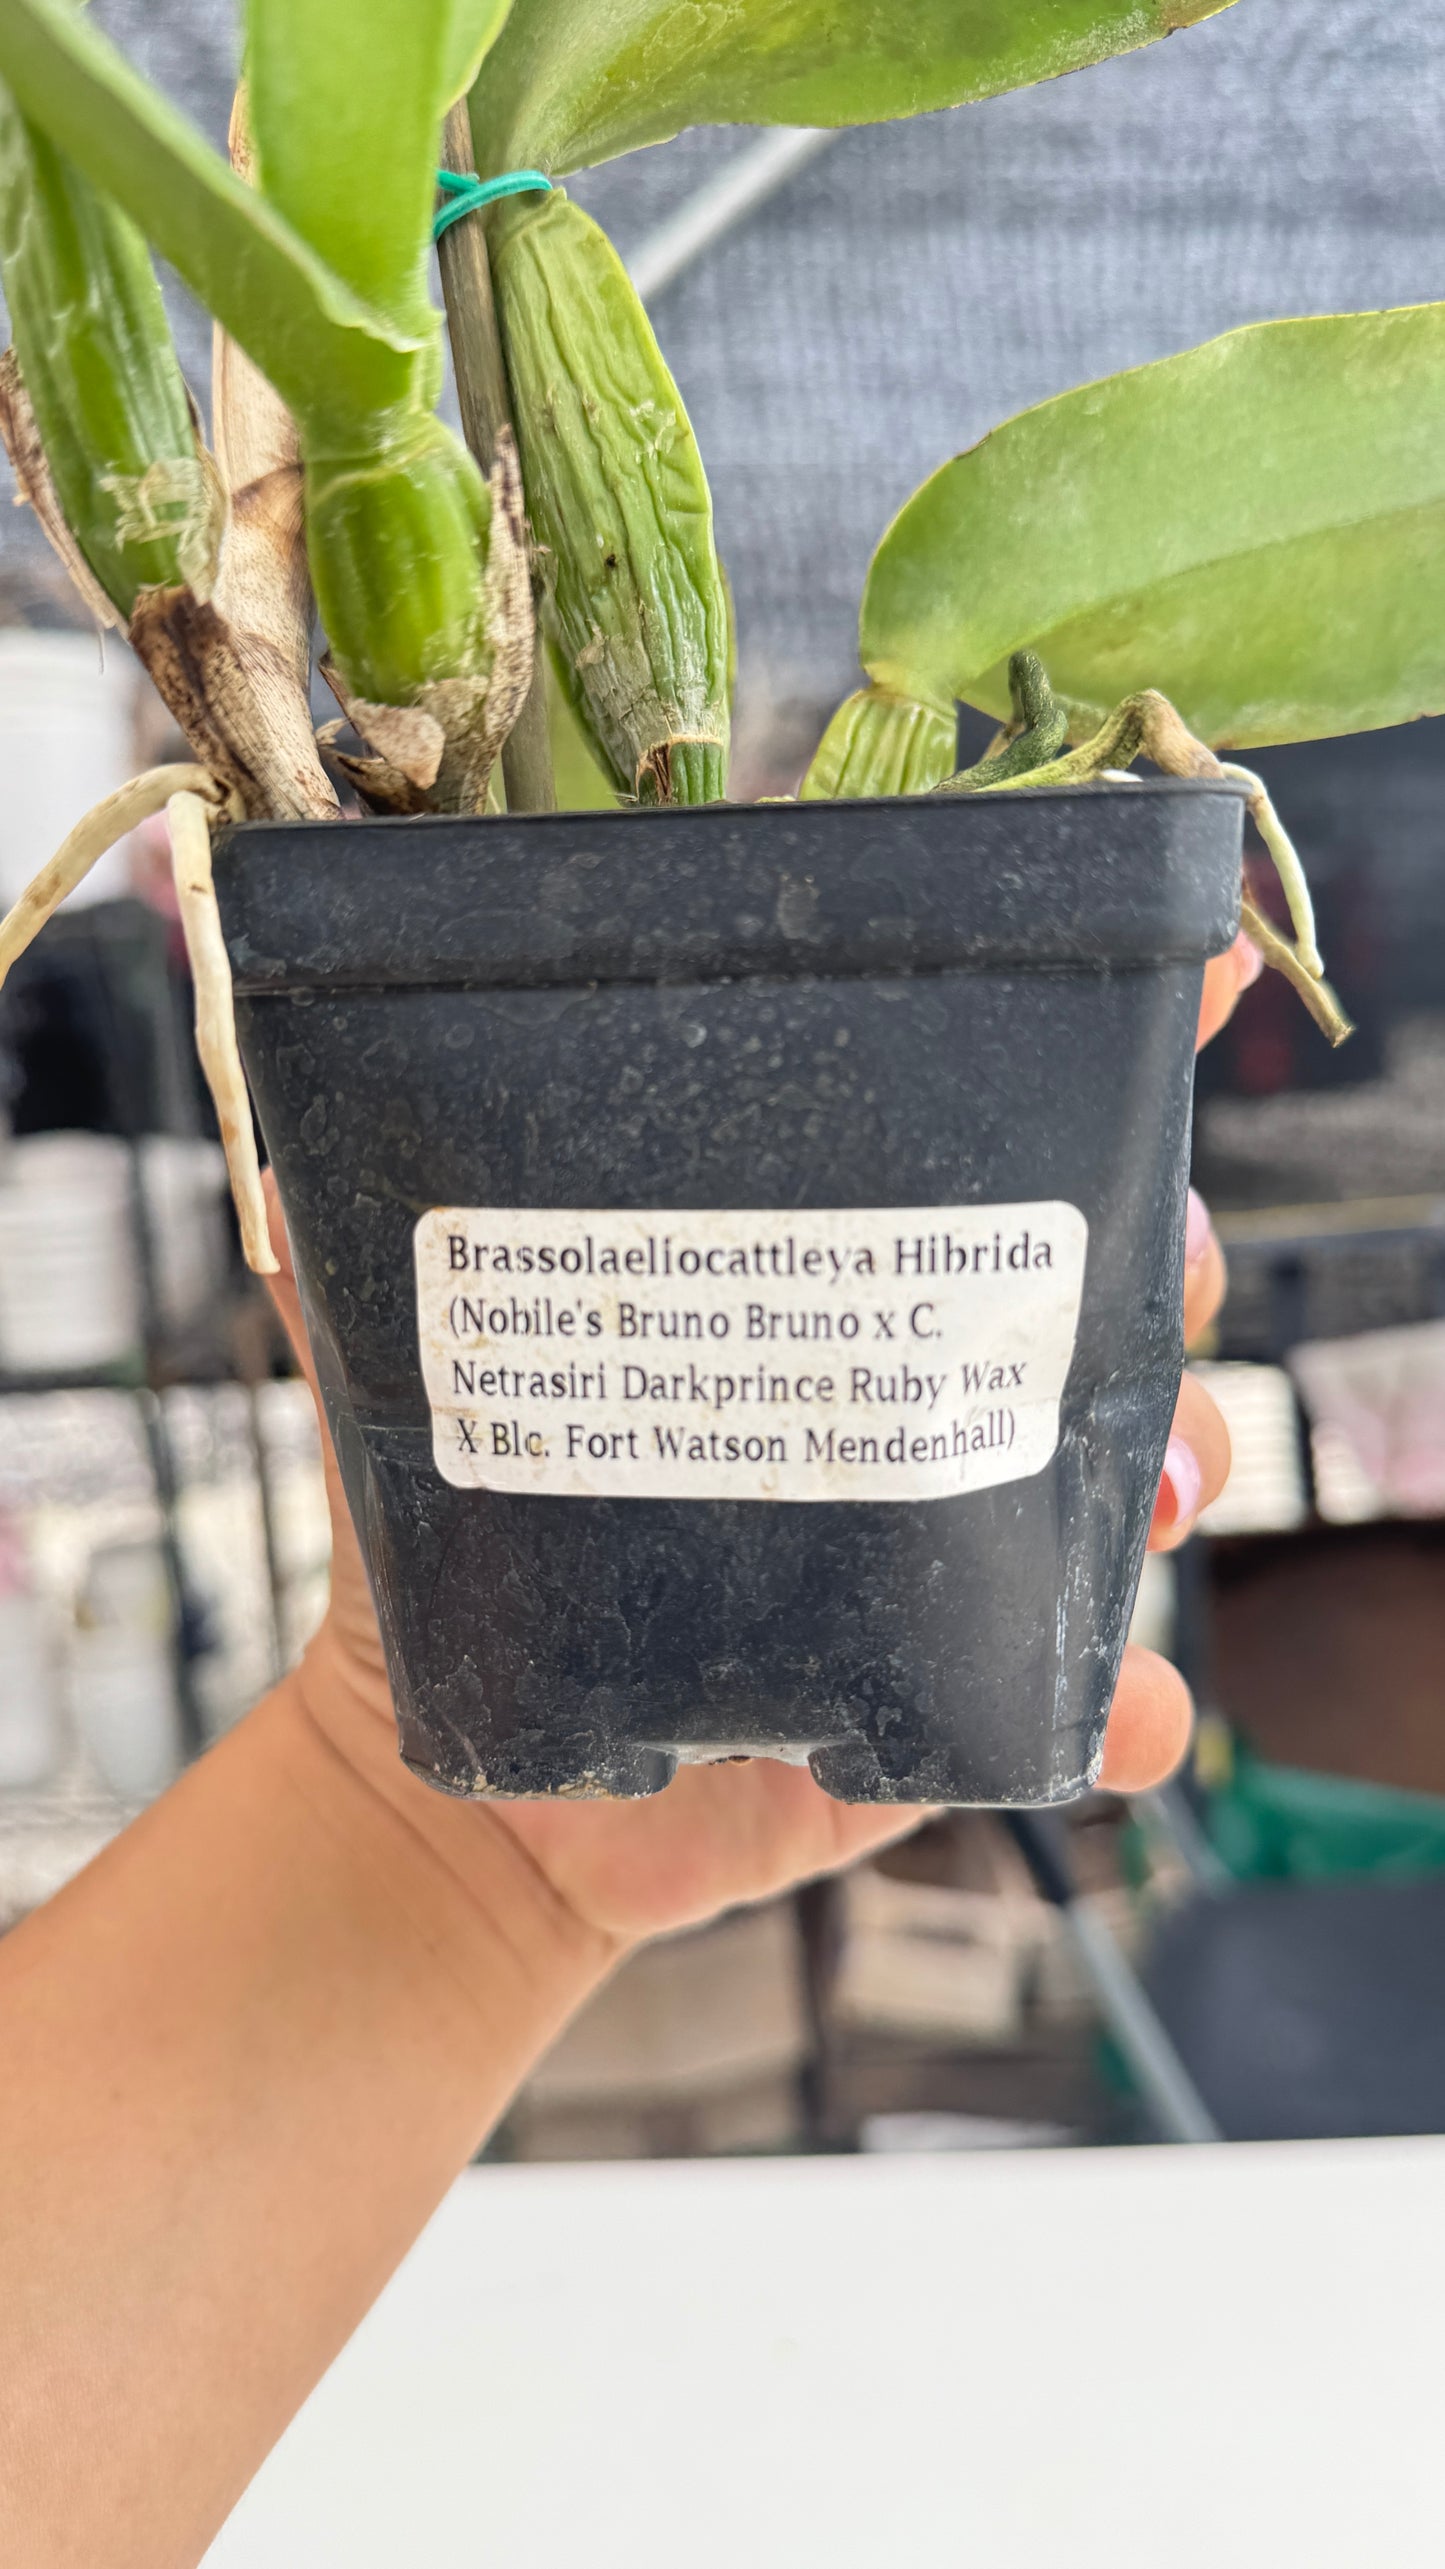 Brassolaeliocattleya Hibrida
(Nobile's Bruno Bruno x C.
Netrasiri Darkprince Ruby Wax
X Blc. Fort Watson Mendenhall)